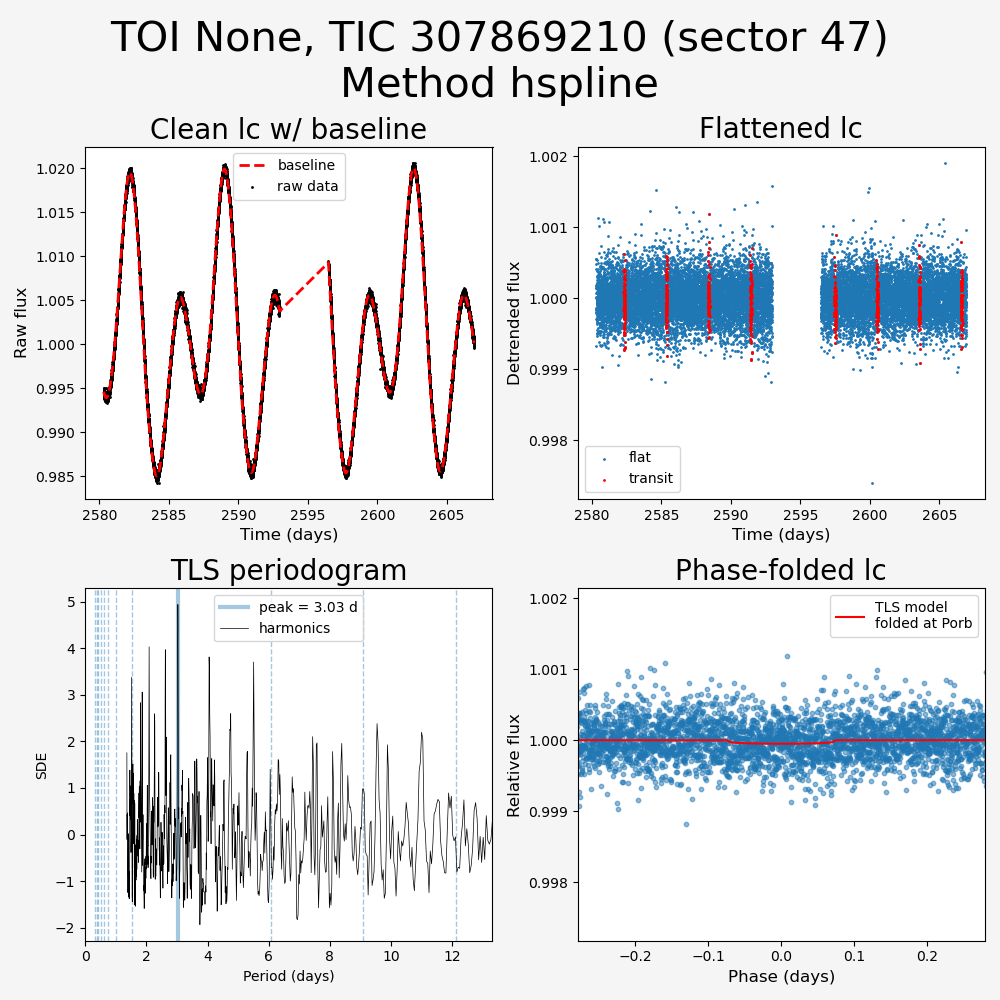 TOI None, TIC 307869210 (sector 47)
Method hspline
Clean lc w/ baseline
Flattened lc
1.020
1.015
1.010
1.005
1.000
0.995
0.990
0.985
Raw flux
baseline
raw data
2580
2585
2590
2595
2600
2605
Time (days)
1.002
1.001
1.000
0.999
0.998
Detrended flux
flat
transit
2580
2585
2590
2595
2600
2605
Time (days)
TLS periodogram
Phase-folded lc
5
4
3
2
1
0
−1
−2
SDE
peak = 3.03 d
harmonics
0
2
4
6
8
10
12
Period (days)
1.002
1.001
1.000
0.999
0.998
Relative flux
TLS model
folded at Porb
−0.2
−0.1
0.0
0.1
0.2
Phase (days)